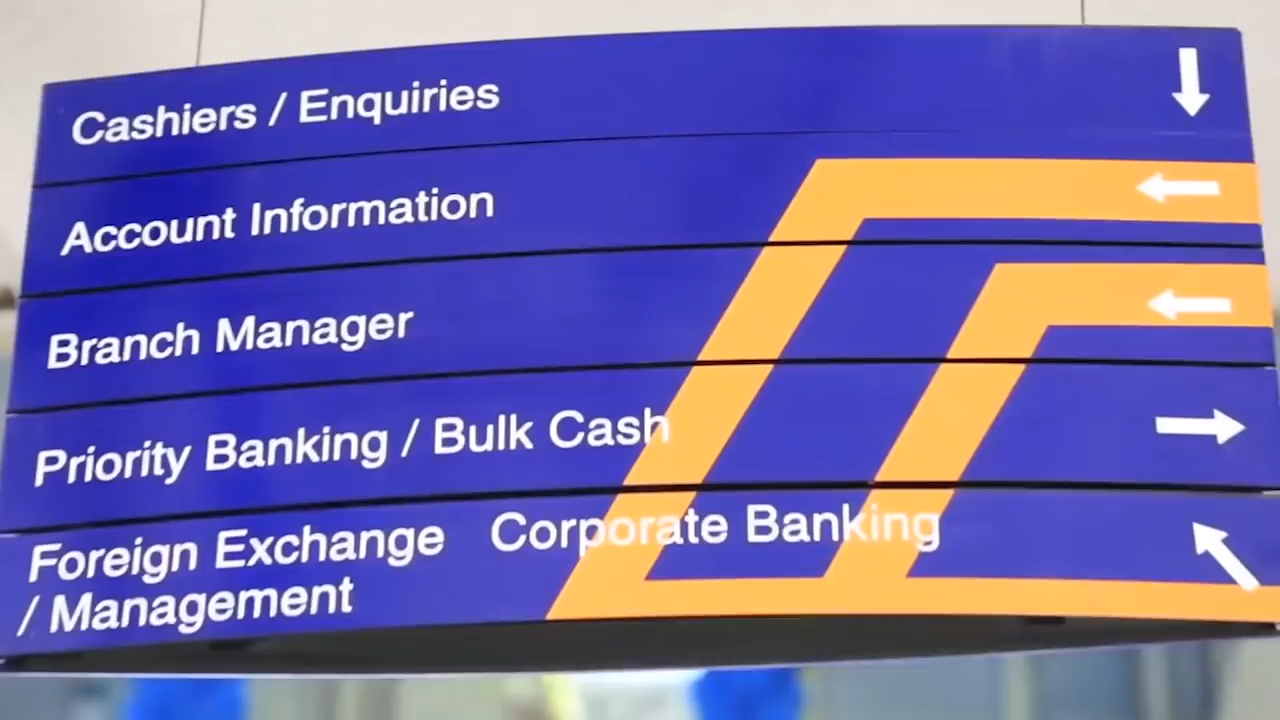 Cashiers / Enquiries
Account Information
Branch Manager
Priority Banking / Bulk Cash
Foreign Exchange Corporate Banking
/ Management